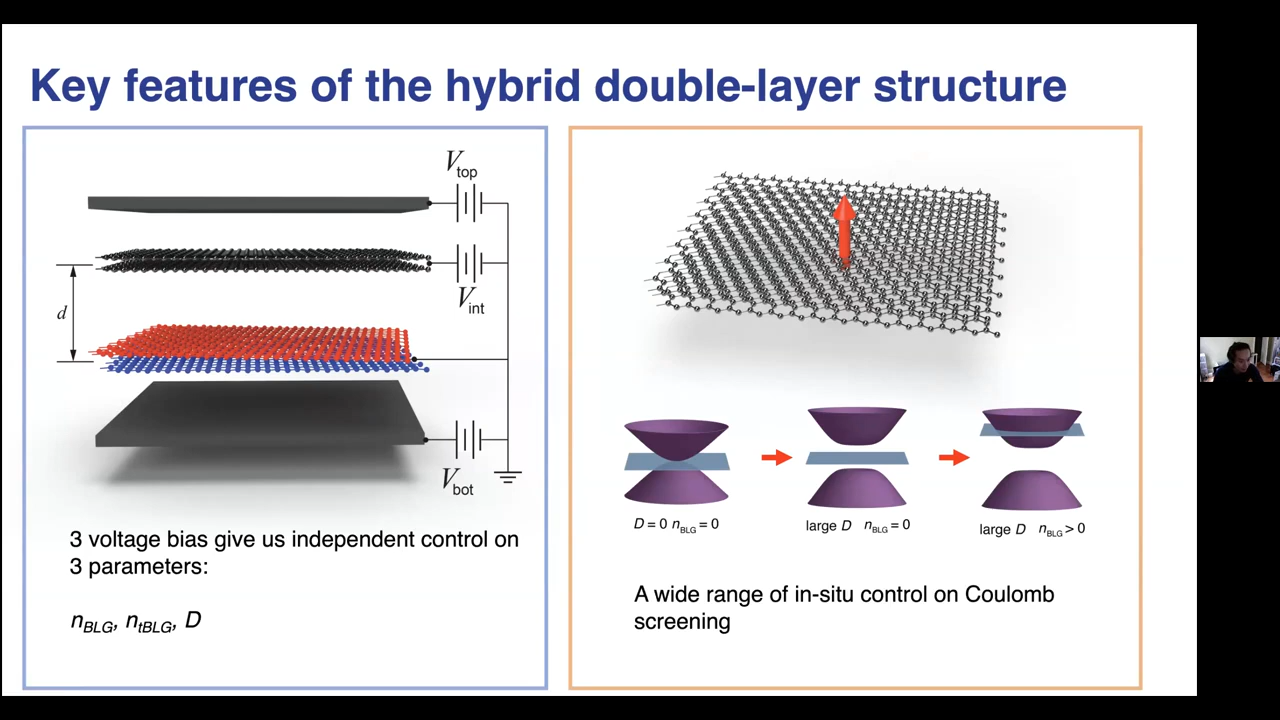 Key features of the hybrid double-layer structure
V_top
V_int
d
V_bot
3 voltage bias give us independent control on
3 parameters:
n_BLG, n_tBLG, D
D = 0 n_BLG = 0
large D n_BLG = 0
large D n_BLG > 0
A wide range of in-situ control on Coulomb
screening